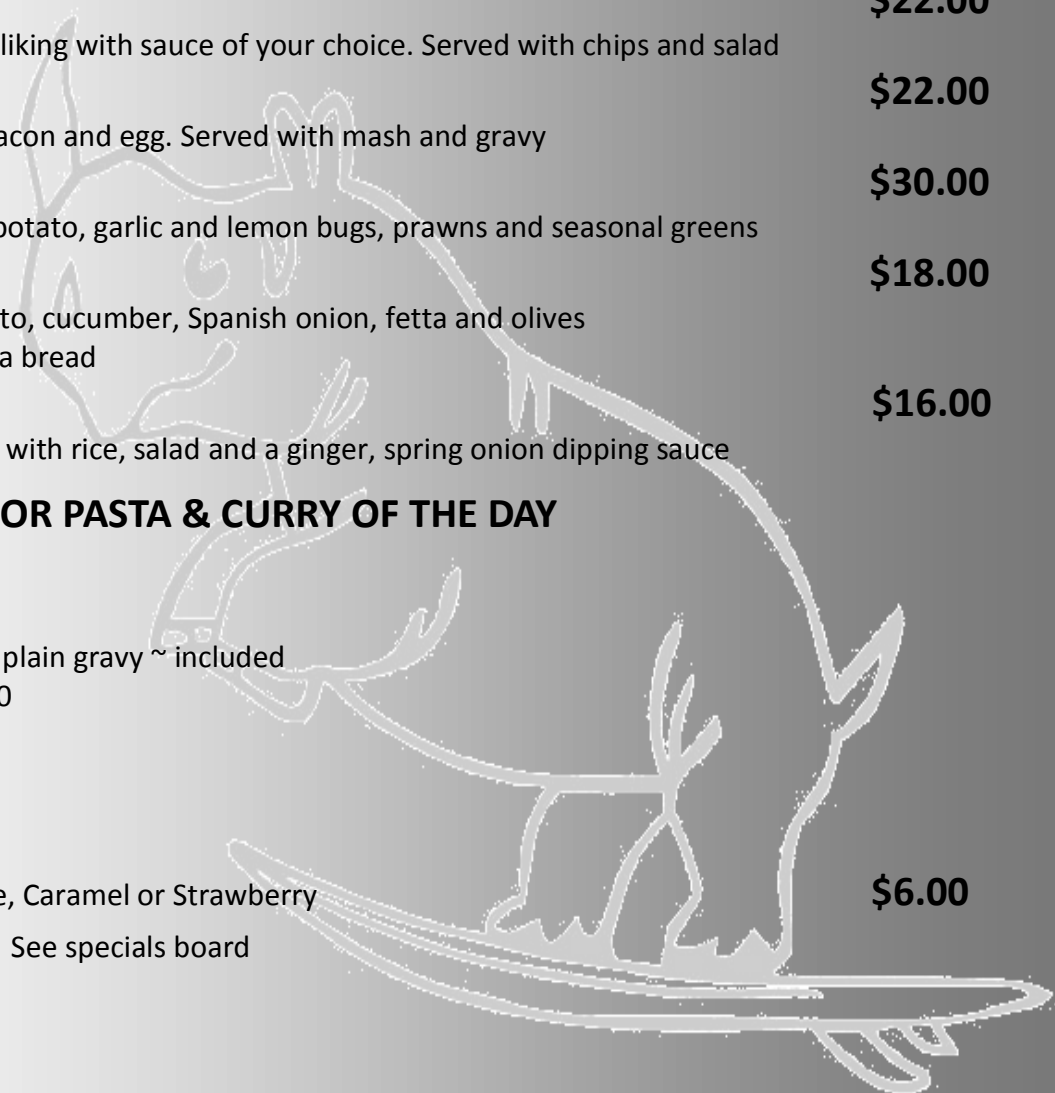 $22.00
liking with sauce of your choice. Served with chips and salad
$22.00
acon and egg. Served with mash and gravy
$30.00
potato, garlic and lemon bugs, prawns and seasonal greens
$18.00
to, cucumber, Spanish onion, fetta and olives
a bread
$16.00
with rice, salad and a ginger, spring onion dipping sauce
OR PASTA & CURRY OF THE DAY
plain gravy ~ included
0
e, Caramel or Strawberry $6.00
See specials board